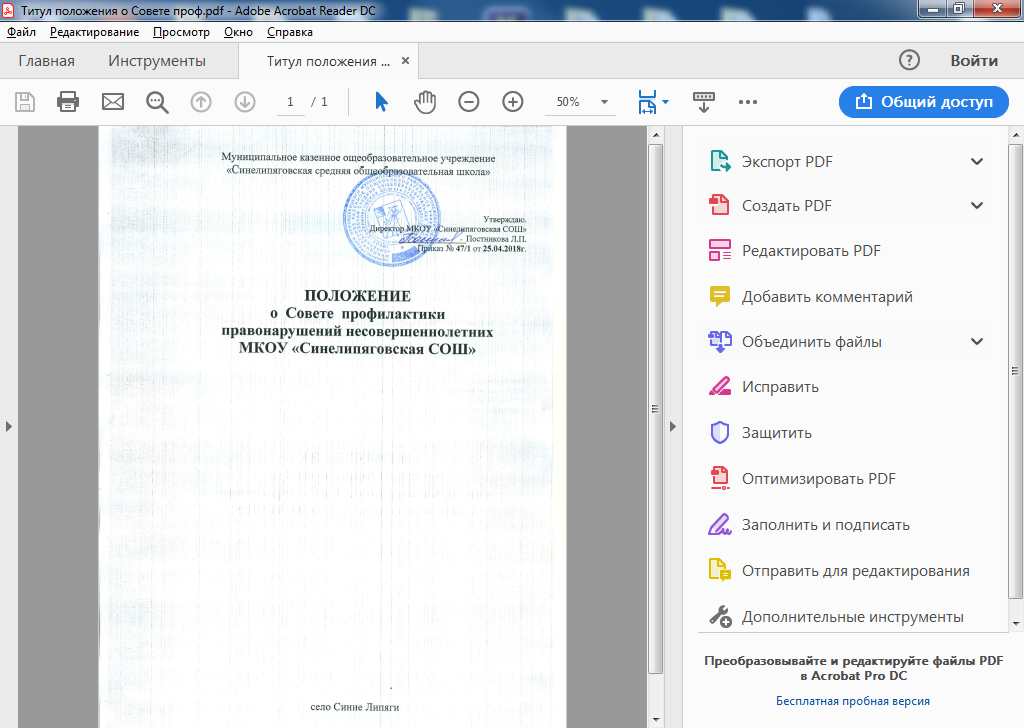 Титул положения о Совете проф.pdf - Adobe Acrobat Reader DC
Файл Редактирование Просмотр Окно Справка
Главная Инструменты Титул положения ... × ? Войти
1 / 1 50% Общий доступ
Муниципальное казенное ощеобразовательное учреждение
«Синелипяговская средняя общеобразовательная школа»
Утверждаю.
Директор МКОУ «Синелипяговская СОШ»
Постникова Л.П.
Приказ № 47/1 от 25.04.2018г.
ПОЛОЖЕНИЕ
о Совете профилактики
правонарушений несовершеннолетних
МКОУ «Синелипяговская СОШ»
село Синие Липяги
Экспорт PDF
Создать PDF
Редактировать PDF
Добавить комментарий
Объединить файлы
Исправить
Защитить
Оптимизировать PDF
Заполнить и подписать
Отправить для редактирования
Дополнительные инструменты
Преобразовывайте и редактируйте файлы PDF
в Acrobat Pro DC
Бесплатная пробная версия